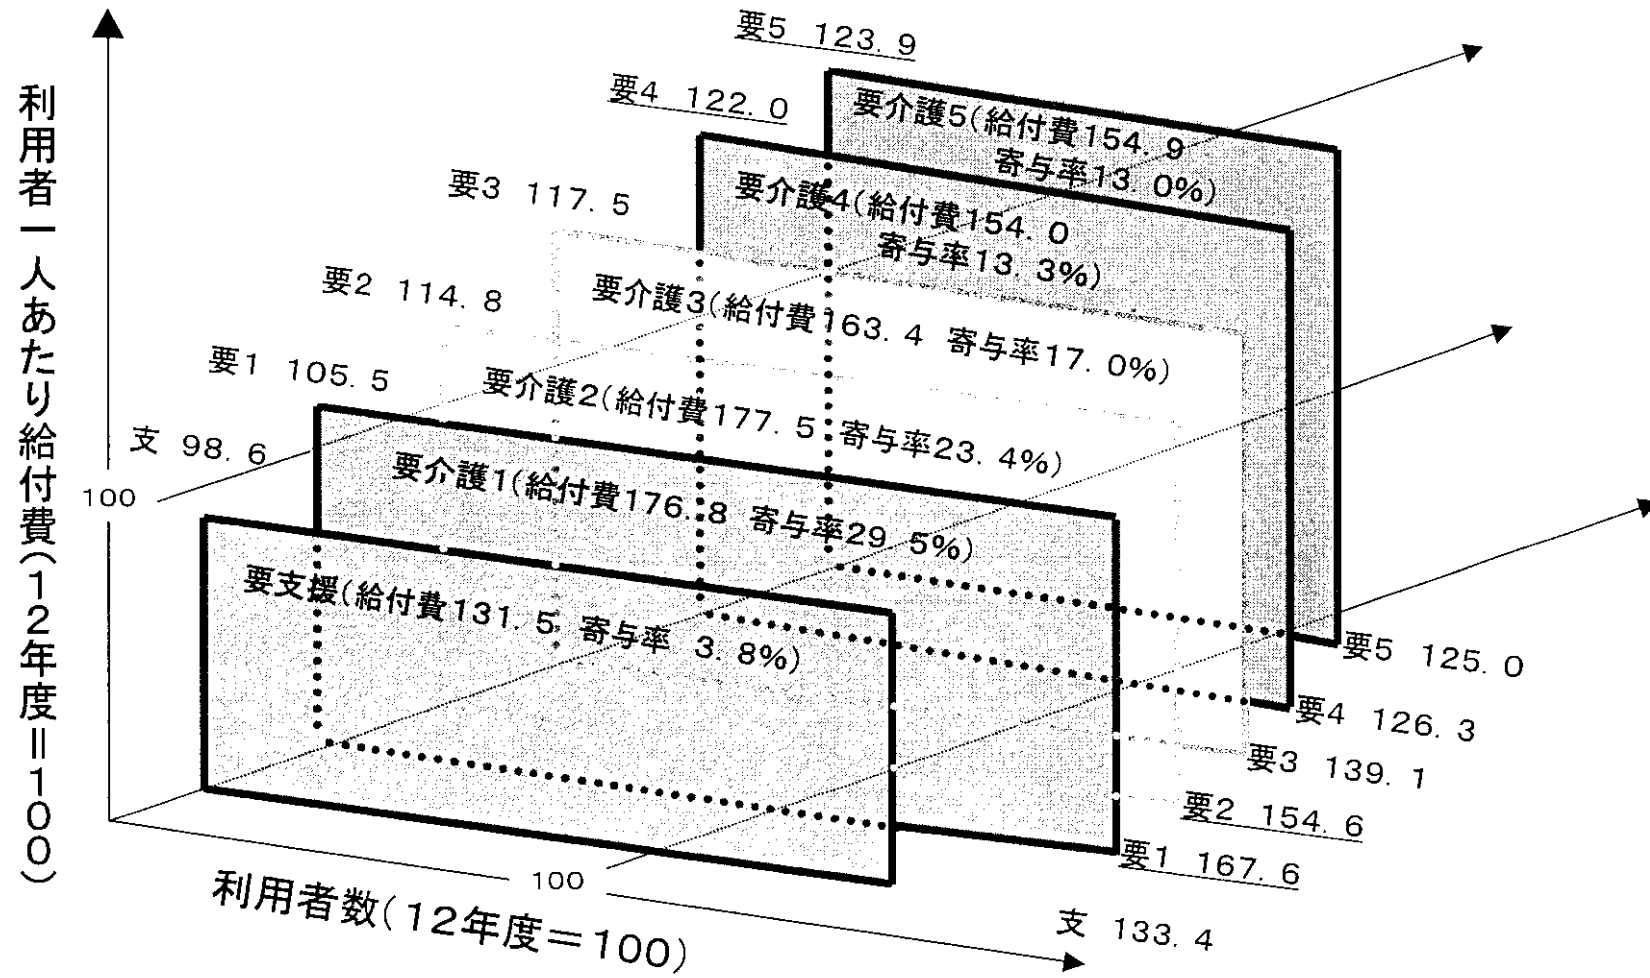 利用者一人あたり給付費(12年度=100)
要5 123. 9
要4 122. 0
要3 117. 5
要2 114. 8
要1 105. 5
支 98. 6
100
要介護5(給付費154. 9
寄与率13. 0%)
要介護4(給付費154. 0
寄与率13. 3%)
要介護3(給付費163. 4 寄与率17. 0%)
要介護2(給付費177. 5 寄与率23. 4%)
要介護1(給付費176. 8 寄与率29 5%)
要支援(給付費131. 5 寄与率 3. 8%)
要5 125. 0
要4 126. 3
要3 139. 1
要2 154. 6
要1 167. 6
支 133. 4
100
利用者数(12年度=100)